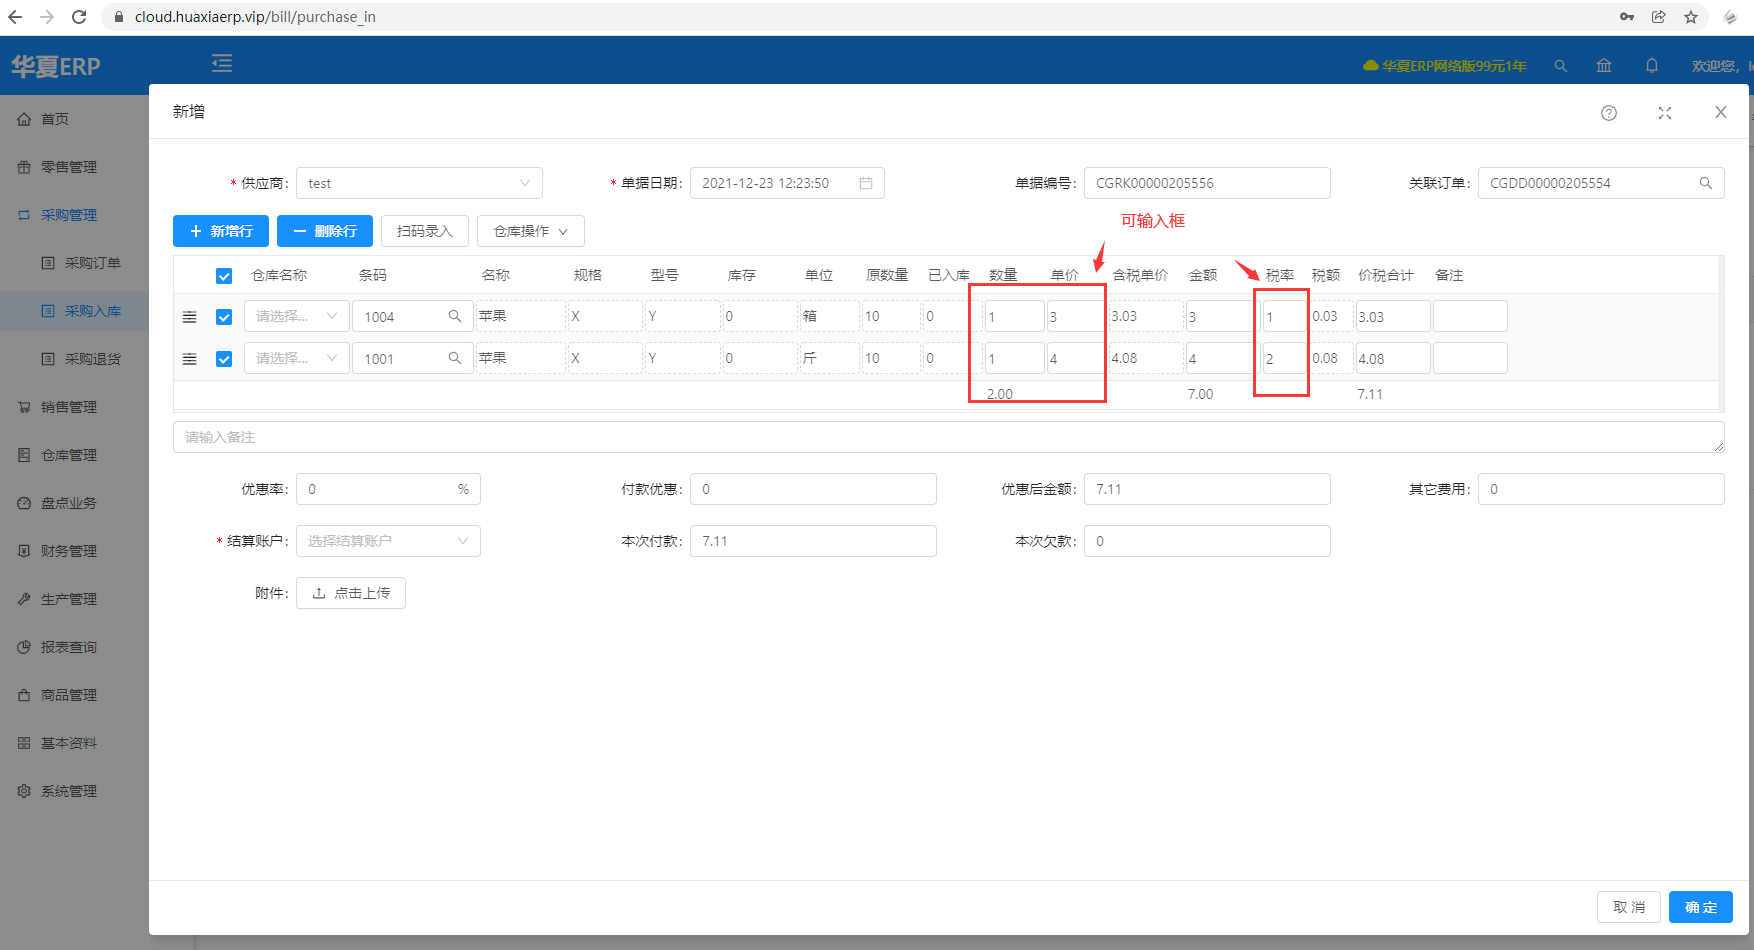 cloud.huaxiaerp.vip/bill/purchase_in
华夏ERP
华夏ERP网络版99元1年
欢迎您,
首页
零售管理
采购管理
采购订单
采购入库
采购退货
销售管理
仓库管理
盘点业务
财务管理
生产管理
报表查询
商品管理
基本资料
系统管理
新增
* 供应商: test
* 单据日期: 2021-12-23 12:23:50
单据编号: CGRK00000205556
关联订单: CGDD00000205554
+ 新增行
— 删除行
扫码录入
仓库操作
可输入框
仓库名称 条码 名称 规格 型号 库存 单位 原数量 已入库 数量 单价 含税单价 金额 税率 税额 价税合计 备注
请选择... 1004 苹果 X Y 0 箱 10 0 1 3 3.03 3 1 0.03 3.03
请选择... 1001 苹果 X Y 0 斤 10 0 1 4 4.08 4 2 0.08 4.08
2.00 7.00 7.11
请输入备注
优惠率: 0 %
付款优惠: 0
优惠后金额: 7.11
其它费用: 0
* 结算账户: 选择结算账户
本次付款: 7.11
本次欠款: 0
附件: 点击上传
取 消
确 定